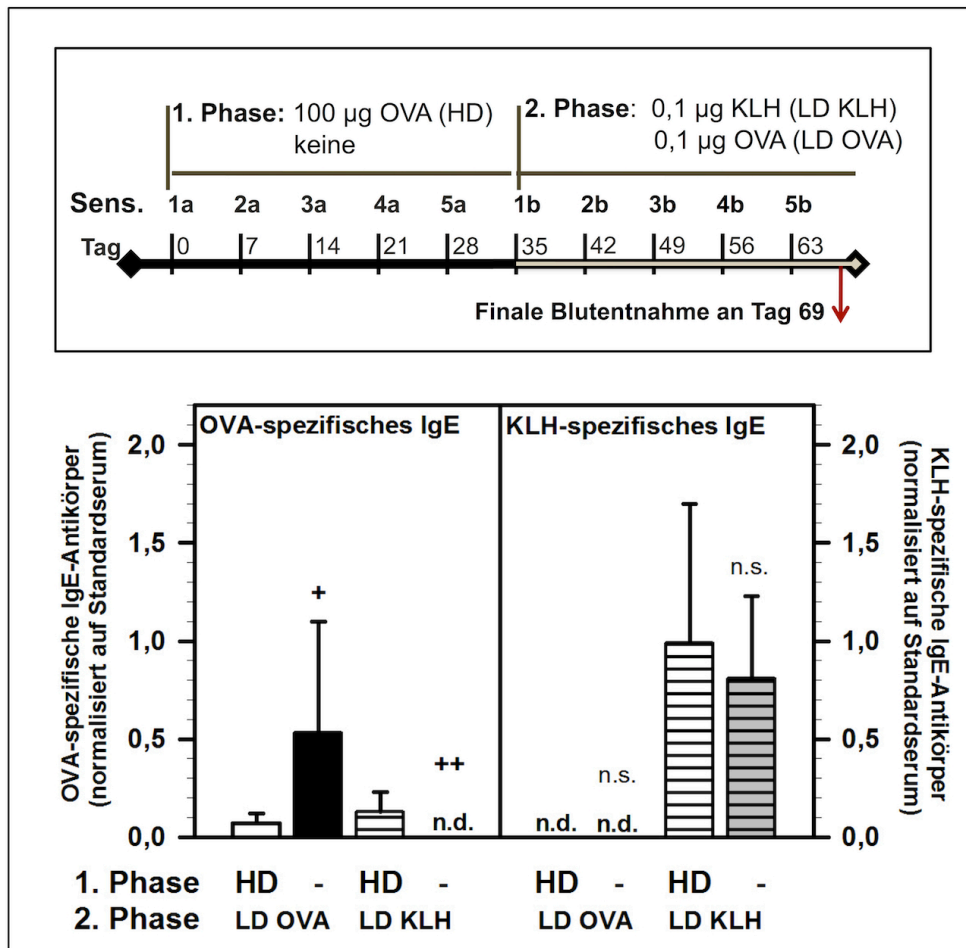 1. Phase: 100 µg OVA (HD)
keine
2. Phase: 0,1 µg KLH (LD KLH)
0,1 µg OVA (LD OVA)
Sens. 1a 2a 3a 4a 5a 1b 2b 3b 4b 5b
Tag 0 7 14 21 28 35 42 49 56 63
Finale Blutentnahme an Tag 69
OVA-spezifische IgE-Antikörper
(normalisiert auf Standardserum)
2,0
1,5
1,0
0,5
0,0
OVA-spezifisches IgE
+
++
n.d.
KLH-spezifisches IgE
n.s.
n.s.
n.d. n.d.
2,0
1,5
1,0
0,5
0,0
KLH-spezifische IgE-Antikörper
(normalisiert auf Standardserum)
1. Phase HD - HD - HD - HD -
2. Phase LD OVA LD KLH LD OVA LD KLH